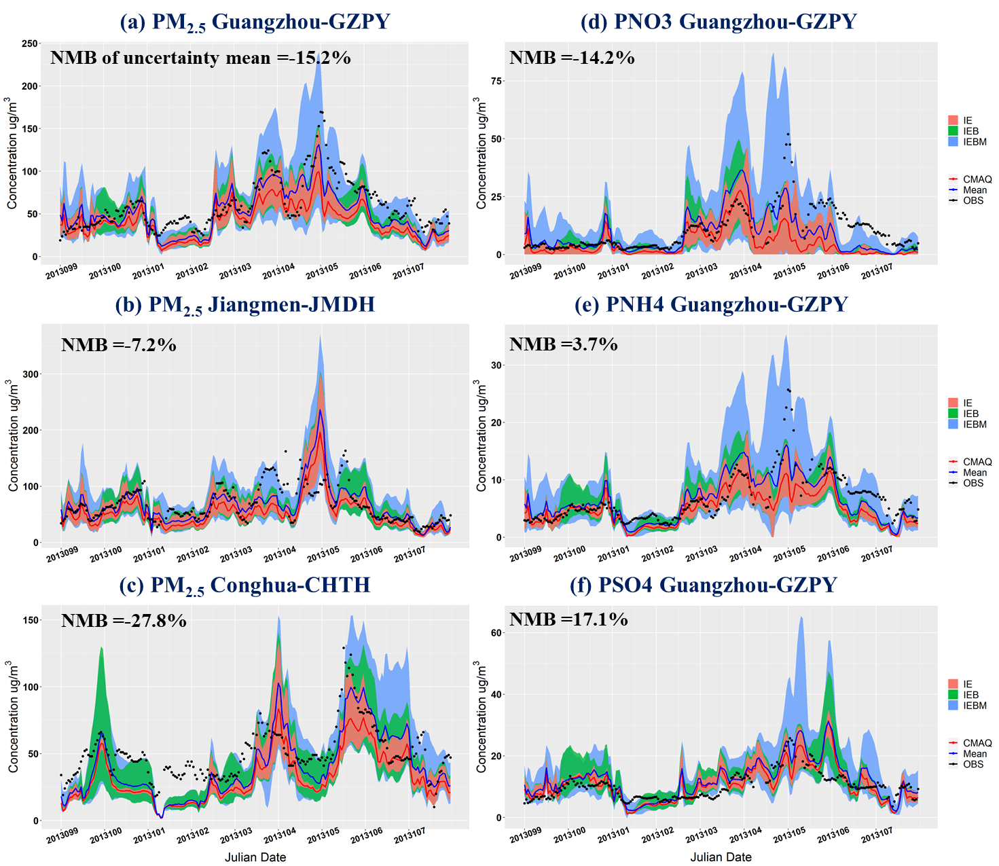 (a) PM2.5 Guangzhou-GZPY
NMB of uncertainty mean =-15.2%
Concentration ug/m3
250
200
150
100
50
0
2013099 2013100 2013101 2013102 2013103 2013104 2013105 2013106 2013107
(d) PNO3 Guangzhou-GZPY
NMB =-14.2%
Concentration ug/m3
75
50
25
0
2013099 2013100 2013101 2013102 2013103 2013104 2013105 2013106 2013107
IE
IEB
IEBM
CMAQ
Mean
OBS
(b) PM2.5 Jiangmen-JMDH
NMB =-7.2%
Concentration ug/m3
300
200
100
0
2013099 2013100 2013101 2013102 2013103 2013104 2013105 2013106 2013107
(e) PNH4 Guangzhou-GZPY
NMB =3.7%
Concentration ug/m3
30
20
10
0
2013099 2013100 2013101 2013102 2013103 2013104 2013105 2013106 2013107
IE
IEB
IEBM
CMAQ
Mean
OBS
(c) PM2.5 Conghua-CHTH
NMB =-27.8%
Concentration ug/m3
150
100
50
0
2013099 2013100 2013101 2013102 2013103 2013104 2013105 2013106 2013107
Julian Date
(f) PSO4 Guangzhou-GZPY
NMB =17.1%
Concentration ug/m3
60
40
20
0
2013099 2013100 2013101 2013102 2013103 2013104 2013105 2013106 2013107
Julian Date
IE
IEB
IEBM
CMAQ
Mean
OBS